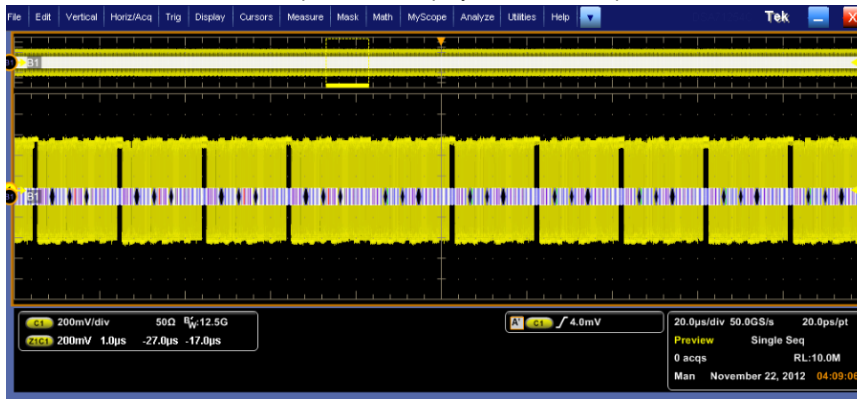 File Edit Vertical Horiz/Acq Trig Display Cursors Measure Mask Math MyScope Analyze Utilities Help Tek X
B1 B1
B1 B1
C1 200mV/div 50Ω BW:12.5G
Z1C1 200mV 1.0µs -27.0µs -17.0µs
A' C1 4.0mV
20.0µs/div 50.0GS/s 20.0ps/pt
Preview Single Seq
0 acqs RL:10.0M
Man November 22, 2012 04:09:06